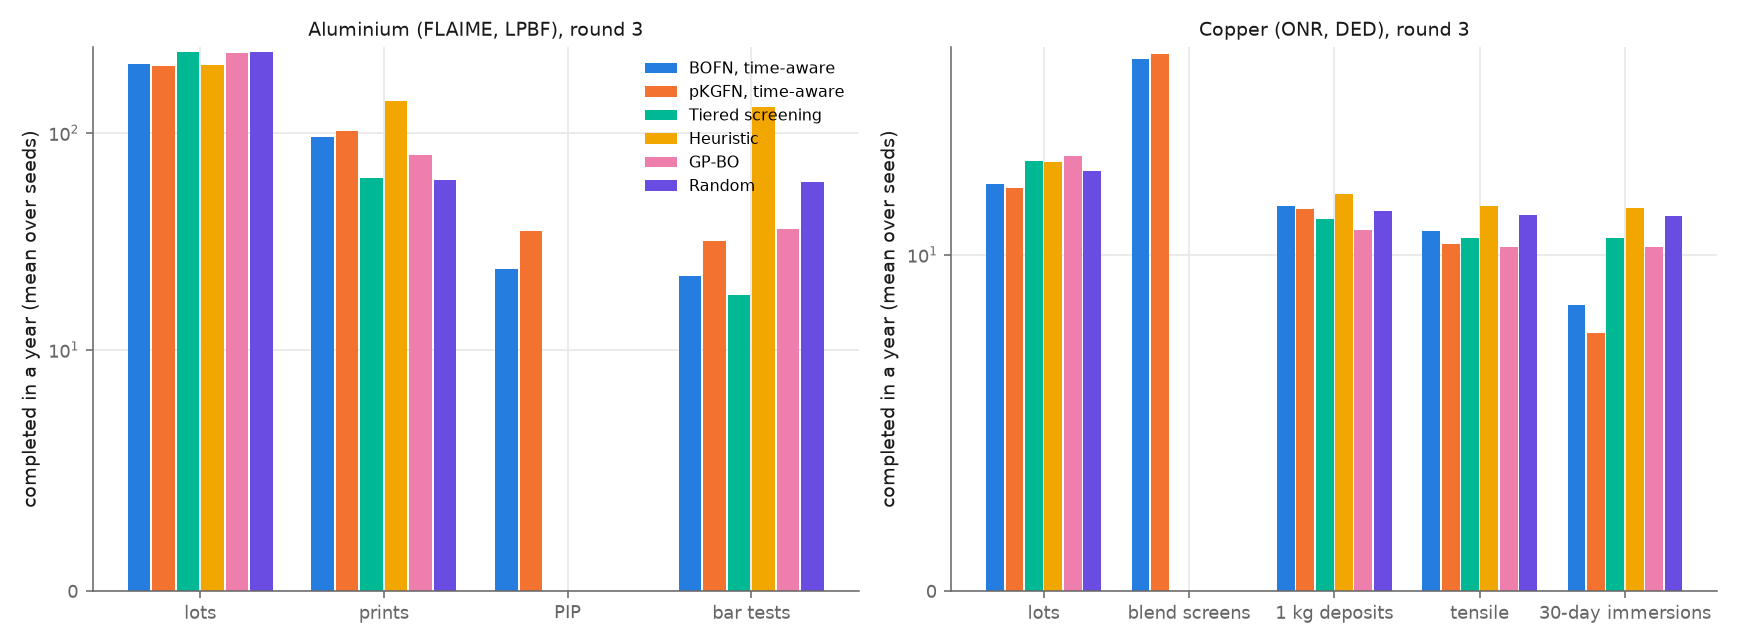 Aluminium (FLAIME, LPBF), round 3
completed in a year (mean over seeds)
10²
10¹
0
BOFN, time-aware
pKGFN, time-aware
Tiered screening
Heuristic
GP-BO
Random
lots
prints
PIP
bar tests
Copper (ONR, DED), round 3
completed in a year (mean over seeds)
10¹
0
lots
blend screens
1 kg deposits
tensile
30-day immersions